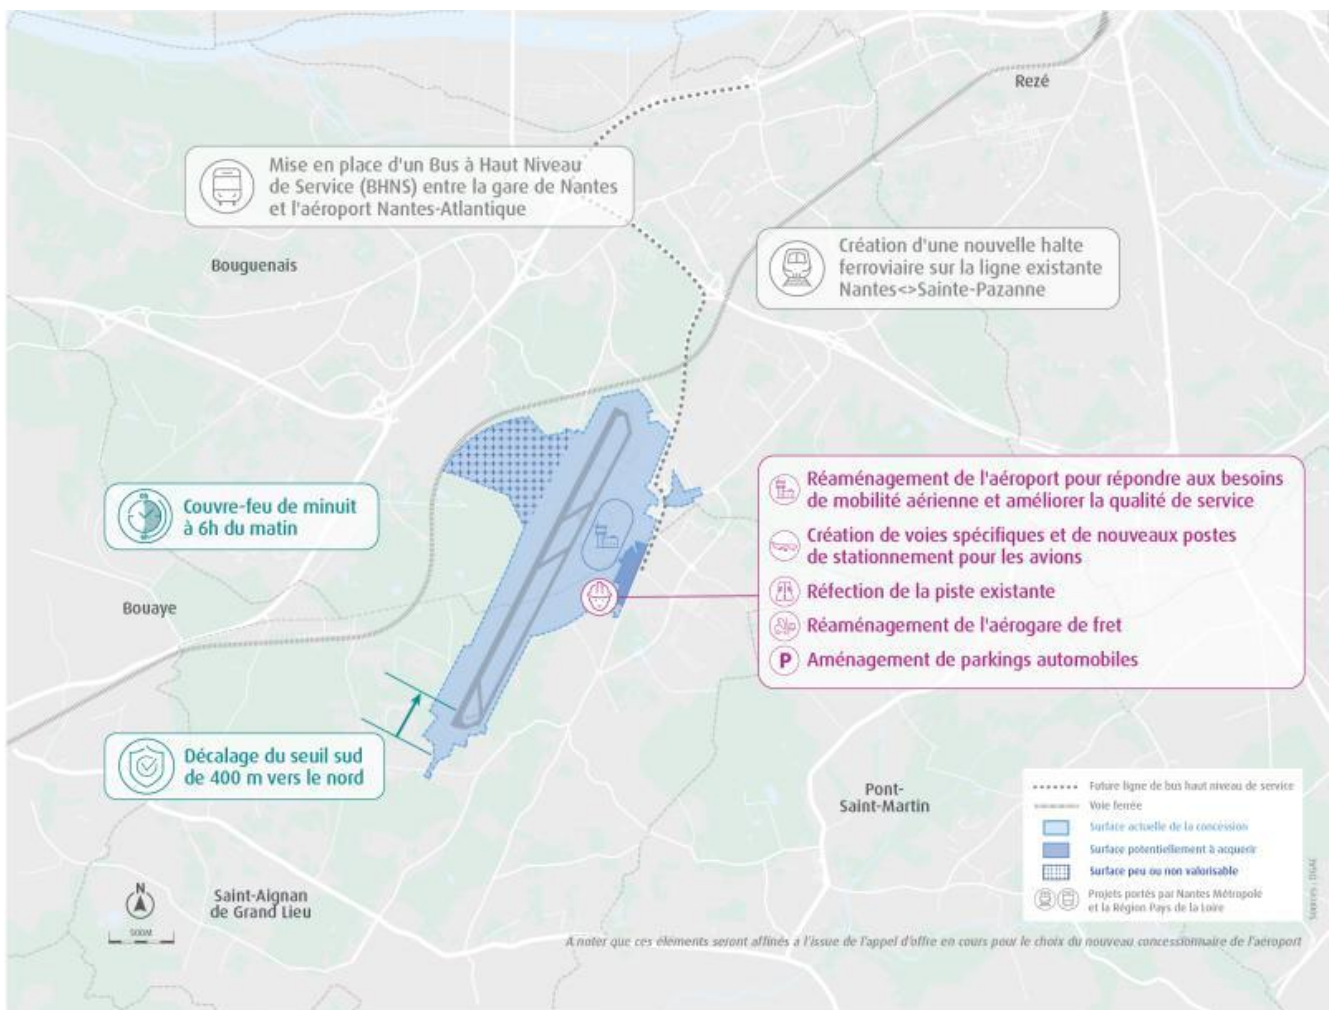 Rezé
Mise en place d'un Bus à Haut Niveau
de Service (BHNS) entre la gare de Nantes
et l'aéroport Nantes-Atlantique
Création d'une nouvelle halte
ferroviaire sur la ligne existante
Nantes<>Sainte-Pazanne
Bouguenais
Couvre-feu de minuit
à 6h du matin
Réaménagement de l'aéroport pour répondre aux besoins
de mobilité aérienne et améliorer la qualité de service
Création de voies spécifiques et de nouveaux postes
de stationnement pour les avions
Réfection de la piste existante
Réaménagement de l'aérogare de fret
P Aménagement de parkings automobiles
Bouaye
Décalage du seuil sud
de 400 m vers le nord
Pont-
Saint-Martin
Future ligne de bus haut niveau de service
Voie ferrée
Surface actuelle de la concession
Surface potentiellement à acquerir
Surface peu ou non valorisable
Projets portés par Nantes Métropole
et la Région Pays de la Loire
Sources : DGAC
N
500M
Saint-Aignan
de Grand Lieu
A noter que ces éléments seront affinés a l'issue de l'appel d'offre en cours pour le choix du nouveau concessionnaire de l'aéroport